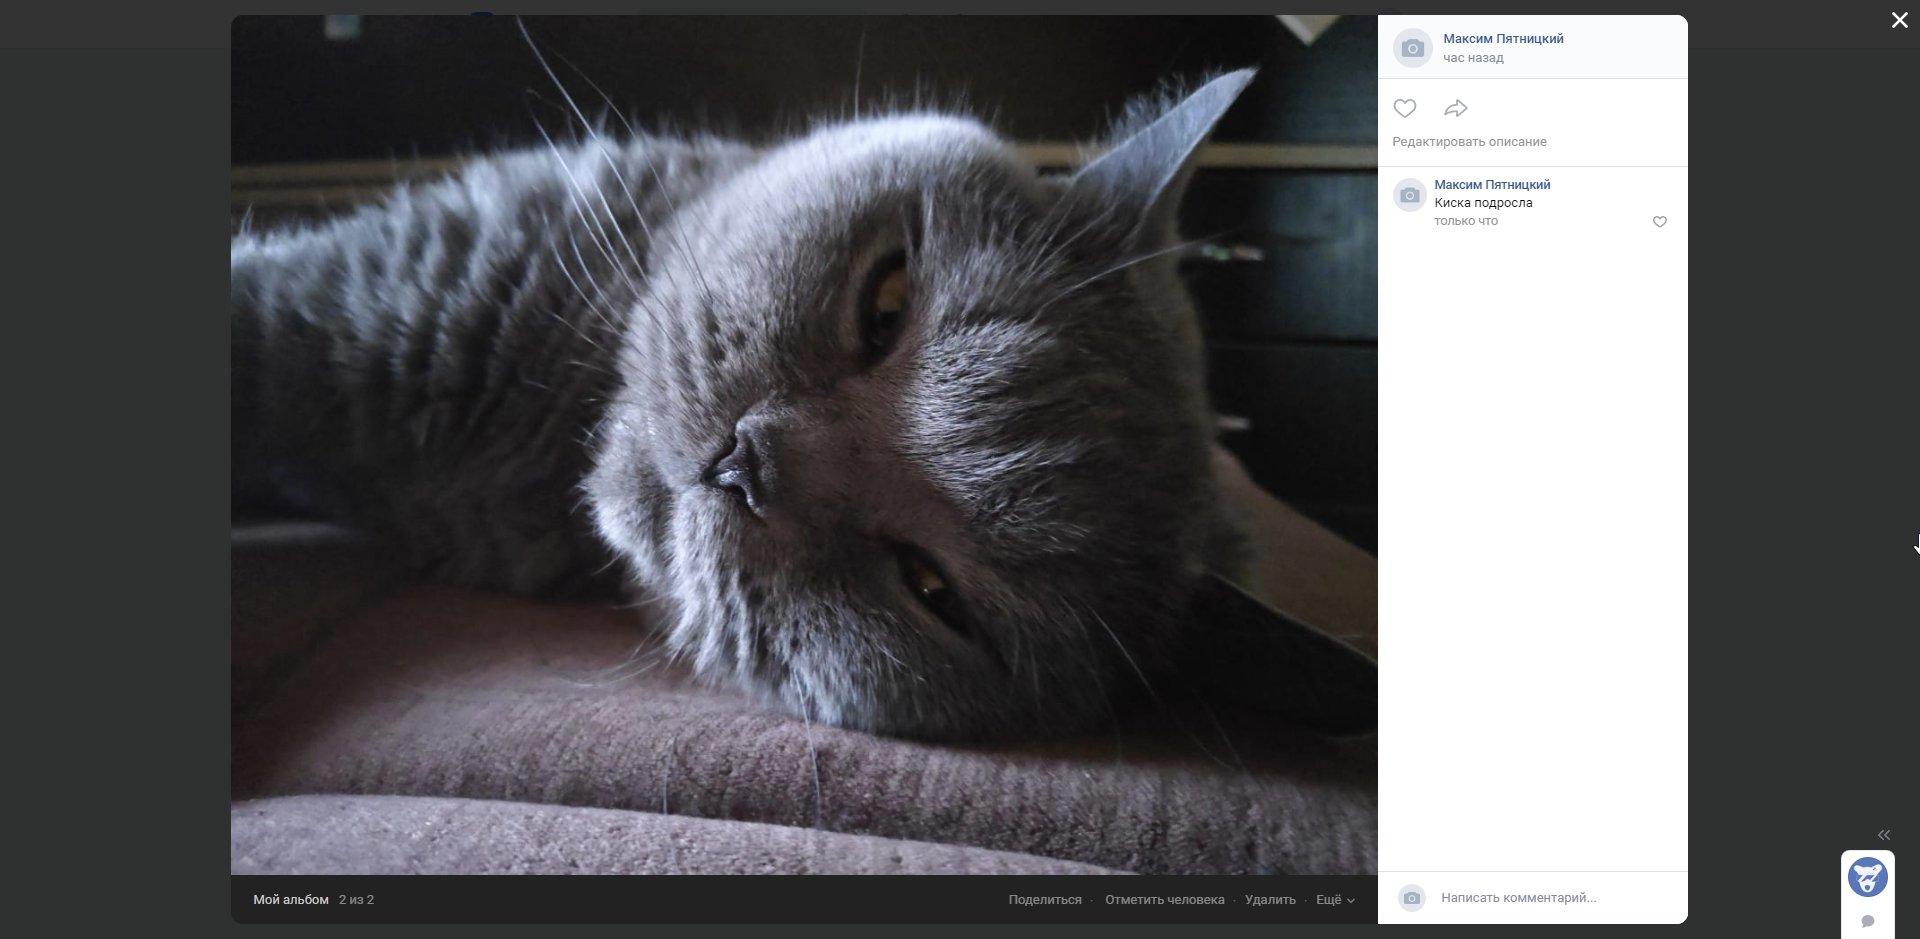 Максим Пятницкий
час назад
Редактировать описание
Максим Пятницкий
Киска подросла
только что
Мой альбом 2 из 2
Поделиться · Отметить человека · Удалить · Ещё
Написать комментарий...